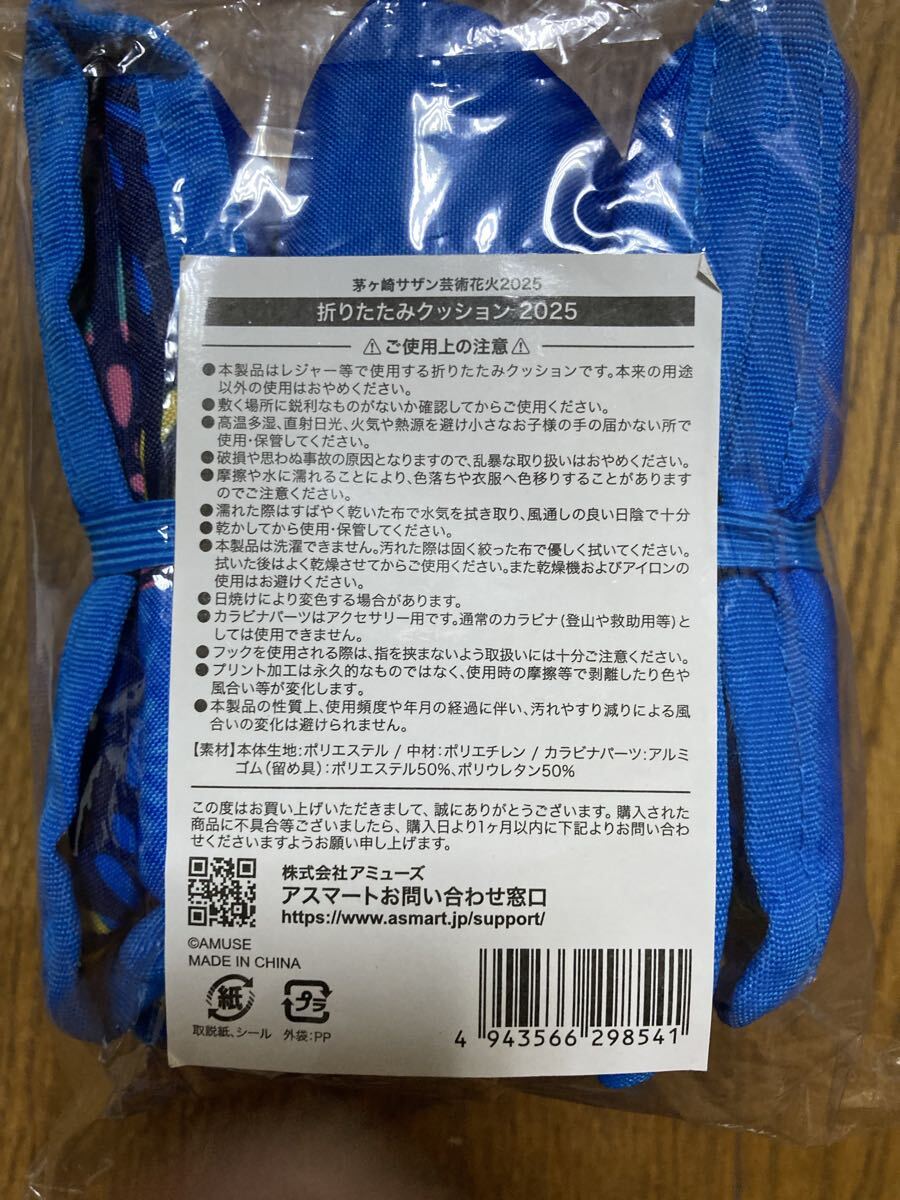 茅ヶ崎サザン芸術花火2025
折りたたみクッション 2025
⚠ご使用上の注意⚠
●本製品はレジャー等で使用する折りたたみクッションです。本来の用途
以外の使用はおやめください。
●敷く場所に鋭利なものがないか確認してからご使用ください。
●高温多湿、直射日光、火気や熱源を避け小さなお子様の手の届かない所で
使用・保管してください。
●破損や思わぬ事故の原因となりますので、乱暴な取り扱いはおやめください。
●摩擦や水に濡れることにより、色落ちや衣服へ色移りすることがあります
のでご注意ください。
●濡れた際はすばやく乾いた布で水気を拭き取り、風通しの良い日陰で十分
●乾かしてから使用・保管してください。
●本製品は洗濯できません。汚れた際は固く絞った布で優しく拭いてください。
拭いた後はよく乾燥させてからご使用ください。また乾燥機およびアイロンの
使用はお避けください。
●日焼けにより変色する場合があります。
●カラビナパーツはアクセサリー用です。通常のカラビナ(登山や救助用等)と
しては使用できません。
●フックを使用される際は、指を挟まないよう取扱いには十分ご注意ください。
●プリント加工は永久的なものではなく、使用時の摩擦等で剥離したり色や
風合い等が変化します。
●本製品の性質上、使用頻度や年月の経過に伴い、汚れやすり減りによる風
合いの変化は避けられません。
【素材】本体生地:ポリエステル / 中材:ポリエチレン / カラビナパーツ:アルミ
ゴム(留め具):ポリエステル50%、ポリウレタン50%
この度はお買い上げいただきまして、誠にありがとうございます。購入された
商品に不具合等ございましたら、購入日より1ヶ月以内に下記よりお問い合わ
せくださいますようお願い申し上げます。
株式会社アミューズ
アスマートお問い合わせ窓口
https://www.asmart.jp/support/
©AMUSE
MADE IN CHINA
紙
取説紙、シール
プラ
外袋:PP
4 943566 298541